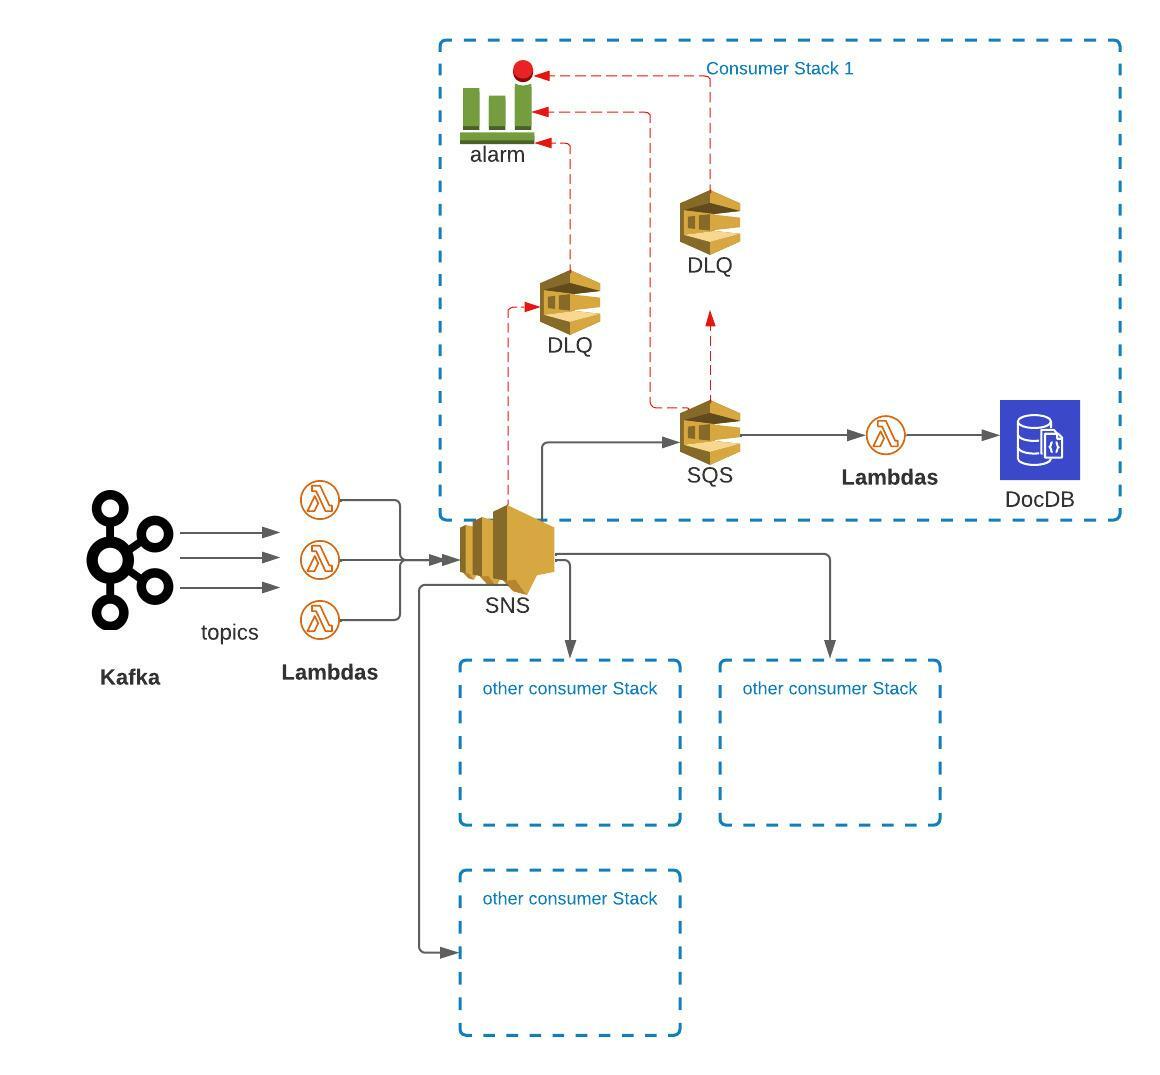 Consumer Stack 1
alarm
DLQ
DLQ
SQS
Lambdas
DocDB
SNS
topics
Lambdas
Kafka
other consumer Stack
other consumer Stack
other consumer Stack